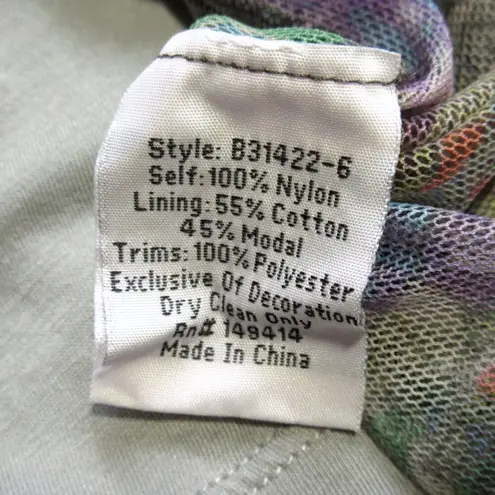 Style: B31422-6
Self: 100% Nylon
Lining: 55% Cotton
45% Modal
Trims: 100% Polyester
Exclusive Of Decoration
Dry Clean Only
Rn# 149414
Made In China